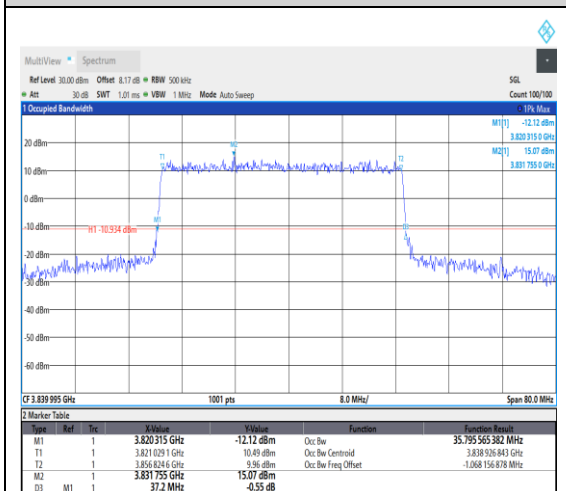 MultiView Spectrum
Ref Level 30.00 dBm Offset 8.17 dB RBW 500 kHz SGL
Att 30 dB SWT 1.01 ms VBW 1 MHz Mode Auto Sweep Count 100/100
1 Occupied Bandwidth 1Pk Max
M1[1] -12.12 dBm
3.820 315 0 GHz
M2[1] 15.07 dBm
3.831 755 0 GHz
20 dBm
M2
T1
T2
10 dBm
0 dBm
M1
-10 dBm
H1 -10.934 dBm
D3
-20 dBm
-30 dBm
-40 dBm
-50 dBm
-60 dBm
CF 3.839 995 GHz 1001 pts 8.0 MHz/ Span 80.0 MHz
2 Marker Table
Type Ref Trc X-Value Y-Value Function Function Result
M1 1 3.820 315 GHz -12.12 dBm Occ Bw 35.795 565 382 MHz
T1 1 3.821 029 1 GHz 10.49 dBm Occ Bw Centroid 3.838 926 843 GHz
T2 1 3.856 824 6 GHz 9.96 dBm Occ Bw Freq Offset -1.068 156 878 MHz
M2 1 3.831 755 GHz 15.07 dBm
D3 M1 1 37.2 MHz -0.55 dB